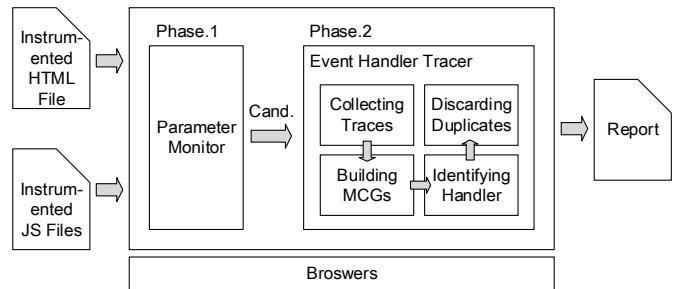 Instrum-
ented
HTML
File
Instrum-
ented
JS Files
Phase.1
Parameter
Monitor
Cand.
Phase.2
Event Handler Tracer
Collecting
Traces
Discarding
Duplicates
Building
MCGs
Identifying
Handler
Report
Broswers